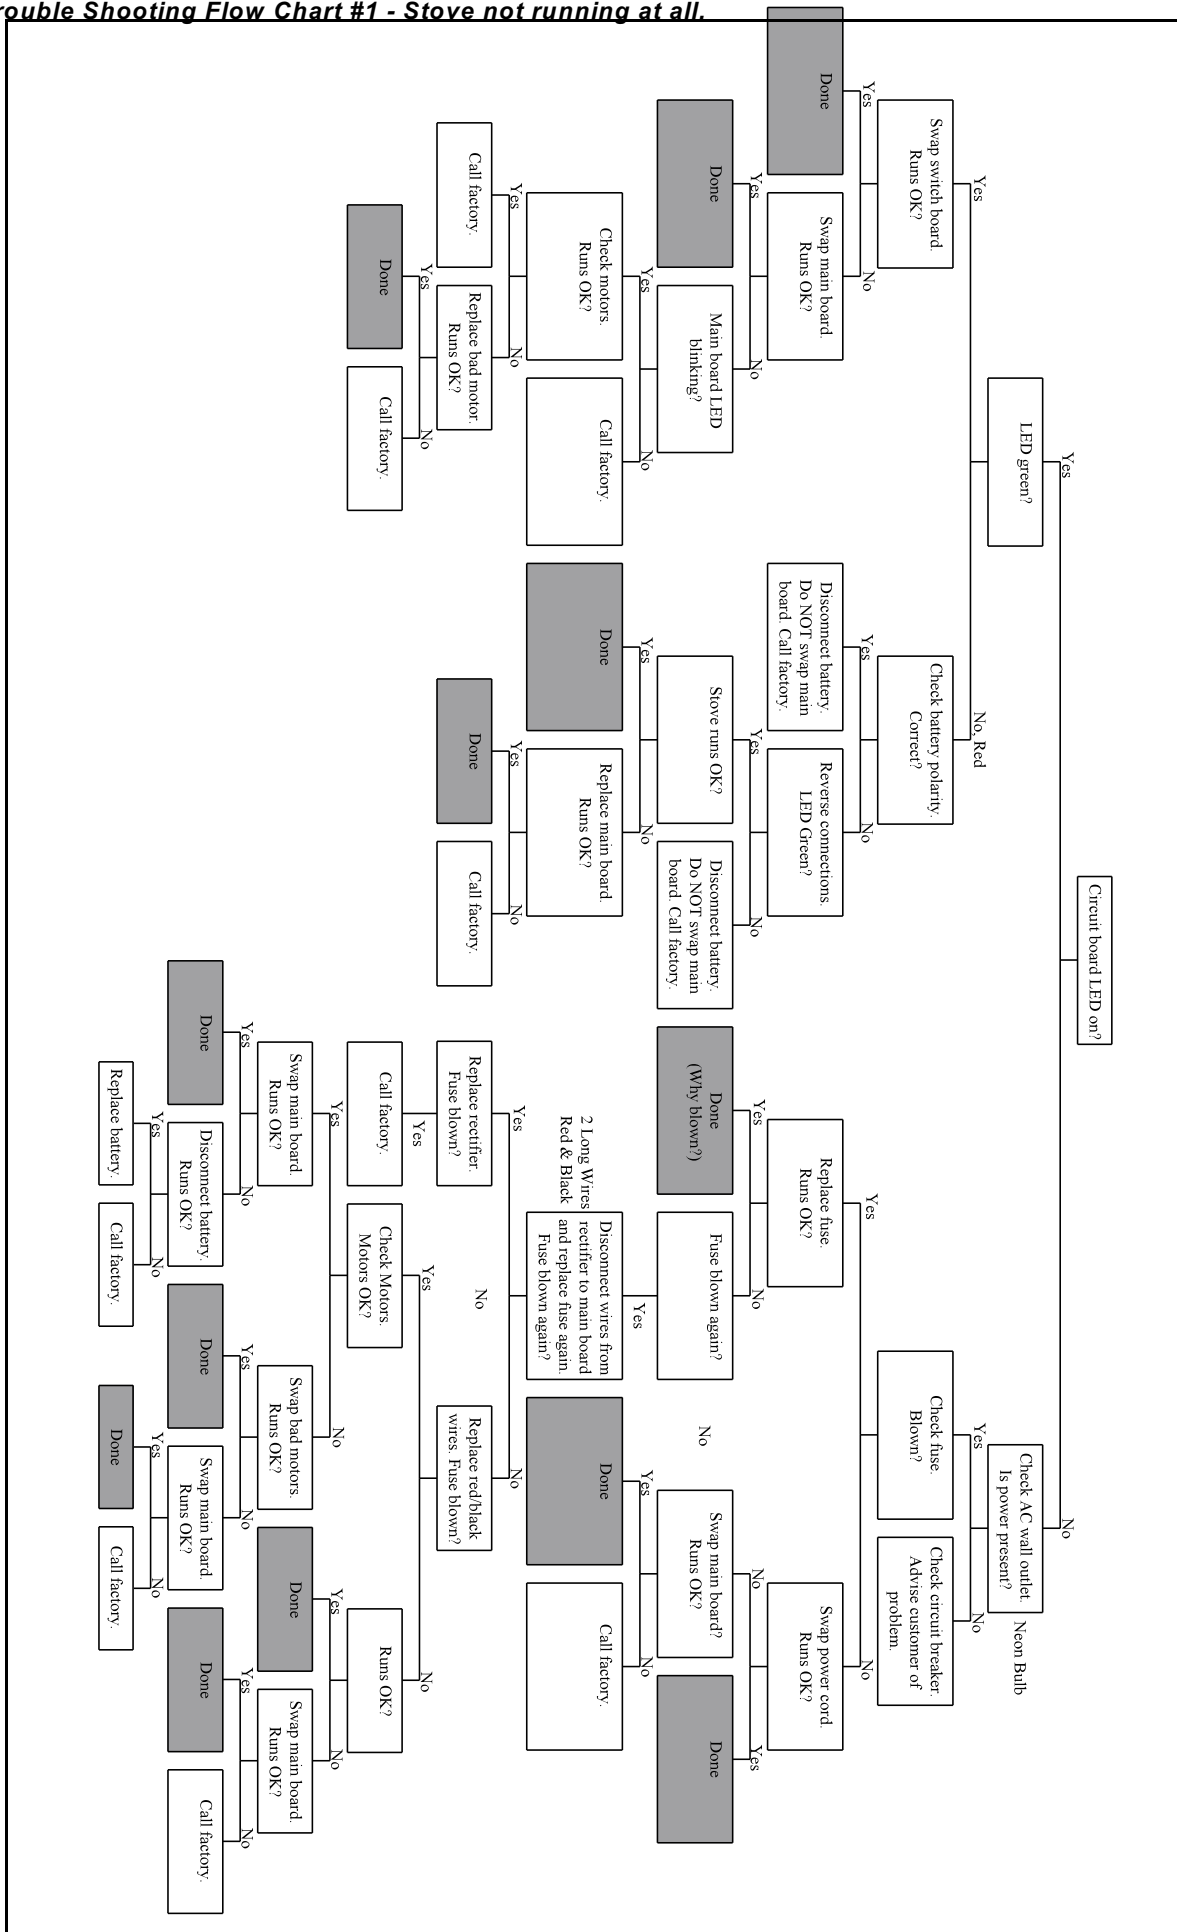 rouble Shooting Flow Chart #1 - Stove not running at all.
Circuit board LED on?
Yes
No
LED green?
Check AC wall outlet.
Is power present?
Neon Bulb
Yes
No, Red
Yes
No
Swap switch board.
Runs OK?
Check battery polarity.
Correct?
Check fuse.
Blown?
Check circuit breaker.
Advise customer of
problem.
Yes
No
Yes
No
Yes
No
Done
Swap main board.
Runs OK?
Disconnect battery.
Do NOT swap main
board. Call factory.
Reverse connections.
LED Green?
Replace fuse.
Runs OK?
Swap power cord.
Runs OK?
Yes
No
Yes
No
Yes
No
No
Yes
Done
Main board LED
blinking?
Stove runs OK?
Disconnect battery.
Do NOT swap main
board. Call factory.
Done
(Why blown?)
Fuse blown again?
No
Swap main board?
Runs OK?
Done
Yes
No
Yes
No
Yes
Yes
No
Check motors.
Runs OK?
Call factory.
Done
Replace main board.
Runs OK?
2 Long Wires
Red & Black
Disconnect wires from
rectifier to main board
and replace fuse again.
Fuse blown again?
Done
Call factory.
Yes
No
Yes
No
Yes
No
Call factory.
Replace bad motor.
Runs OK?
Done
Call factory.
Replace rectifier.
Fuse blown?
No
Replace red/black
wires. Fuse blown?
Yes
No
Yes
Yes
No
Done
Call factory.
Call factory.
Check Motors.
Motors OK?
Runs OK?
Yes
No
Yes
No
Swap main board.
Runs OK?
Swap bad motors.
Runs OK?
Done
Swap main board.
Runs OK?
Yes
No
Yes
No
Yes
No
Done
Disconnect battery.
Runs OK?
Done
Swap main board.
Runs OK?
Done
Call factory.
Yes
No
Yes
No
Replace battery.
Call factory.
Done
Call factory.